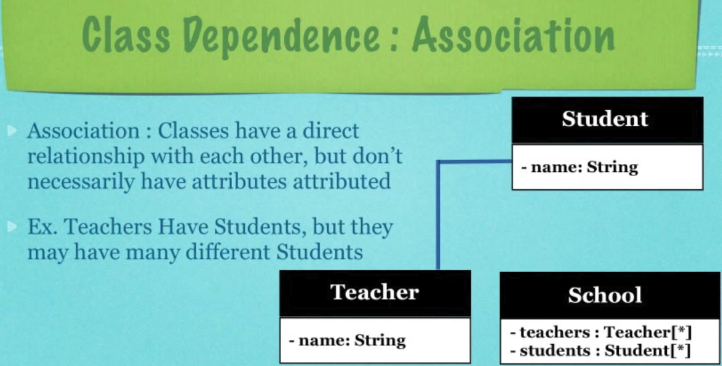 Class Dependence : Association
Association : Classes have a direct
relationship with each other, but don't
necessarily have attributes attributed
Ex. Teachers Have Students, but they
may have many different Students
Student
- name: String
Teacher
- name: String
School
- teachers : Teacher[*]
- students : Student[*]